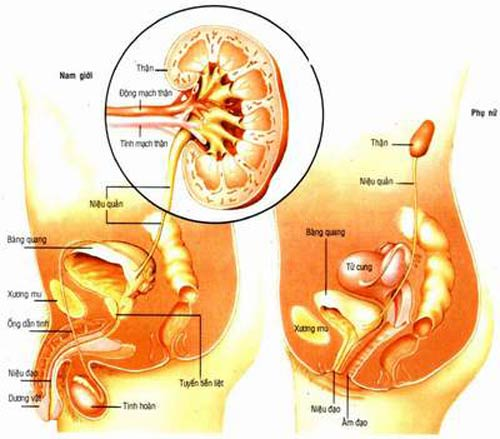 Nam giới
Thận
Động mạch thận
Tĩnh mạch thận
Niệu quản
Bàng quang
Xương mu
Ống dẫn tinh
Niệu đạo
Dương vật
Tinh hoàn
Tuyến tiền liệt
Phụ nữ
Thận
Niệu quản
Bàng quang
Tử cung
Xương mu
Niệu đạo
Âm đạo